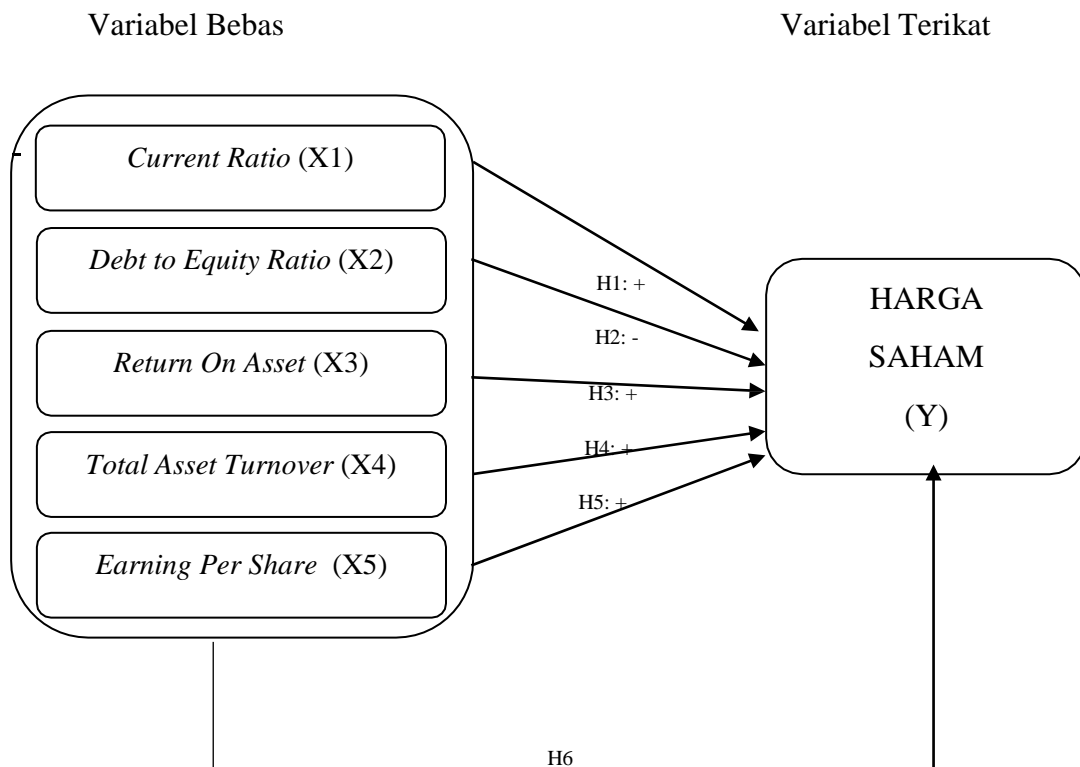 Variabel Bebas
Variabel Terikat
Current Ratio (X1)
Debt to Equity Ratio (X2)
Return On Asset (X3)
Total Asset Turnover (X4)
Earning Per Share (X5)
H1: +
H2: -
H3: +
H4: +
H5: +
HARGA
SAHAM
(Y)
H6